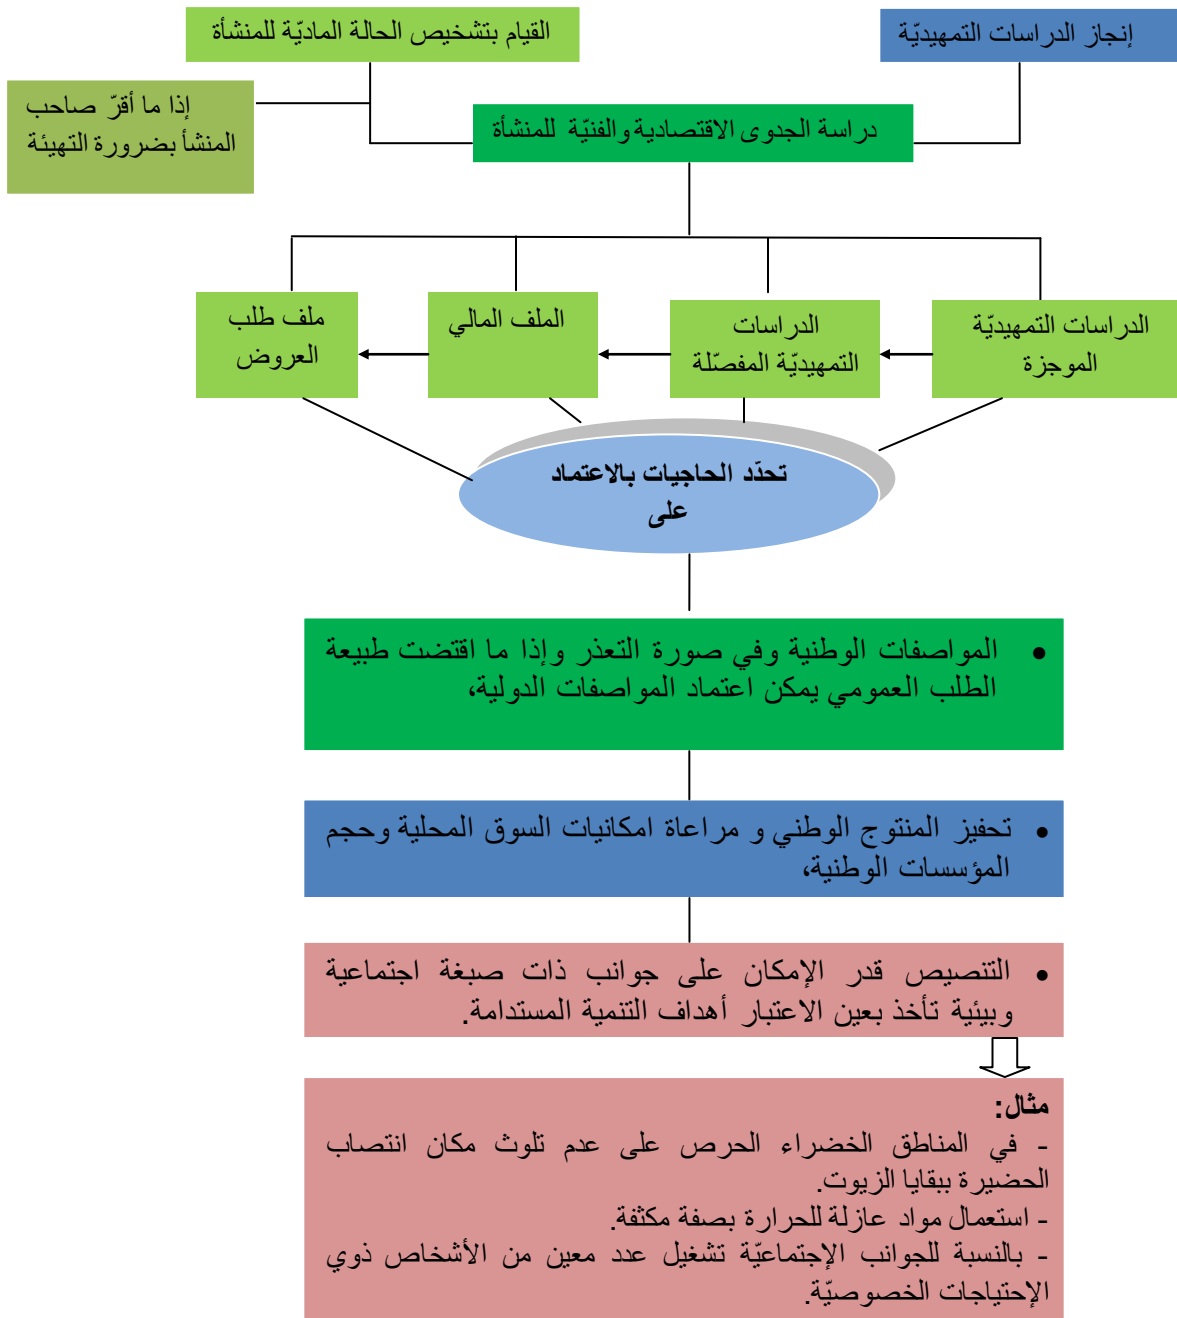 إنجاز الدراسات التمهيديّة
القيام بتشخيص الحالة الماديّة للمنشأة
إذا ما أقرّ صاحب
المنشأ بضرورة التهيئة
دراسة الجدوى الاقتصادية والفنيّة للمنشأة
الدراسات التمهيديّة
الموجزة
الدراسات
التمهيديّة المفصّلة
الملف المالي
ملف طلب
العروض
تحدّد الحاجيات بالاعتماد
على
• المواصفات الوطنية وفي صورة التعذر وإذا ما اقتضت طبيعة
الطلب العمومي يمكن اعتماد المواصفات الدولية،
• تحفيز المنتوج الوطني و مراعاة امكانيات السوق المحلية وحجم
المؤسسات الوطنية،
• التنصيص قدر الإمكان على جوانب ذات صبغة اجتماعية
وبيئية تأخذ بعين الاعتبار أهداف التنمية المستدامة.
مثال:
- في المناطق الخضراء الحرص على عدم تلوث مكان انتصاب
الحضيرة ببقايا الزيوت.
- استعمال مواد عازلة للحرارة بصفة مكثفة.
- بالنسبة للجوانب الإجتماعيّة تشغيل عدد معين من الأشخاص ذوي
الإحتياجات الخصوصيّة.